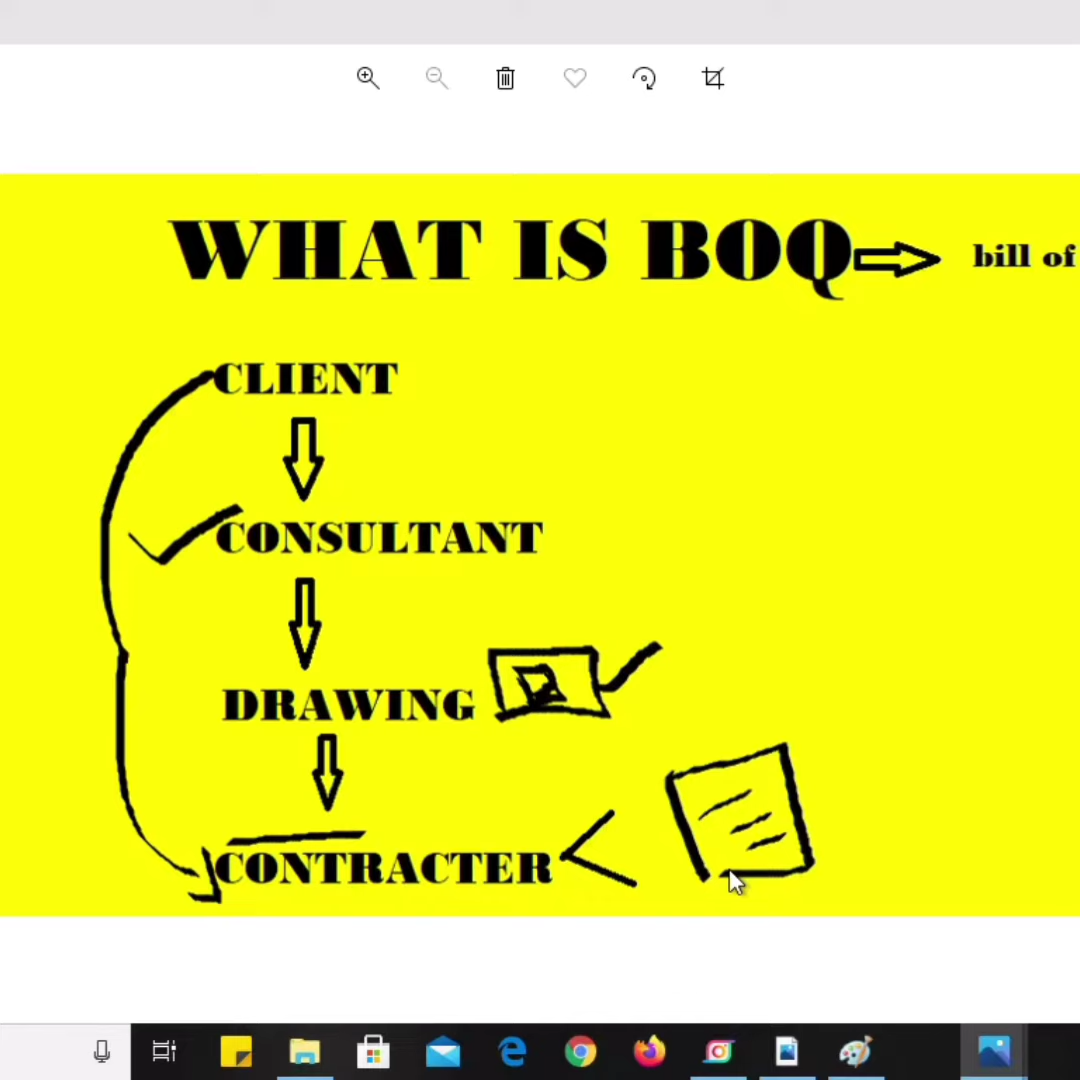 WHAT IS BOQ bill of
CLIENT
CONSULTANT
DRAWING
CONTRACTER